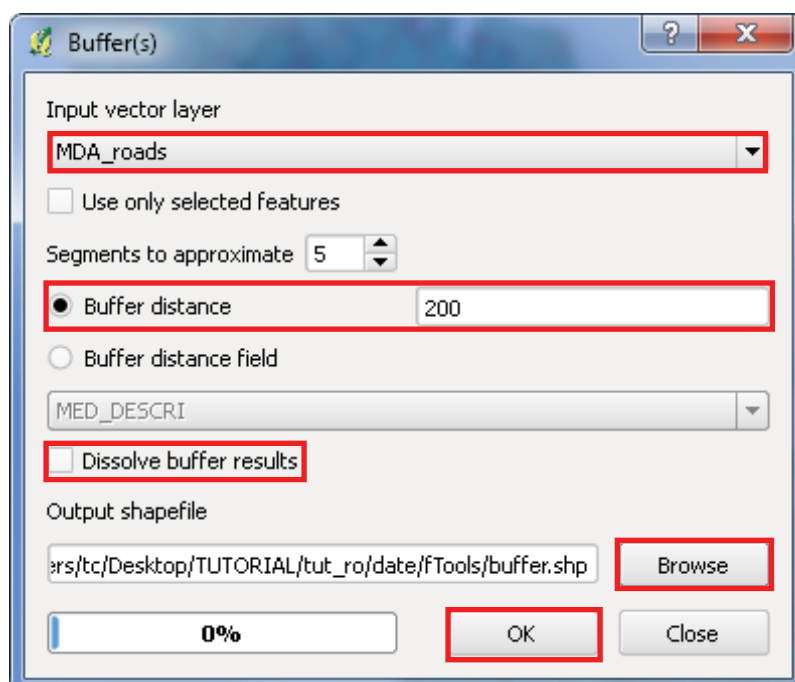 Buffer(s)
?
Input vector layer
MDA_roads
Use only selected features
Segments to approximate 5
Buffer distance 200
Buffer distance field
MED_DESCRI
Dissolve buffer results
Output shapefile
ers/tc/Desktop/TUTORIAL/tut_ro/date/fTools/buffer.shp Browse
0% OK Close